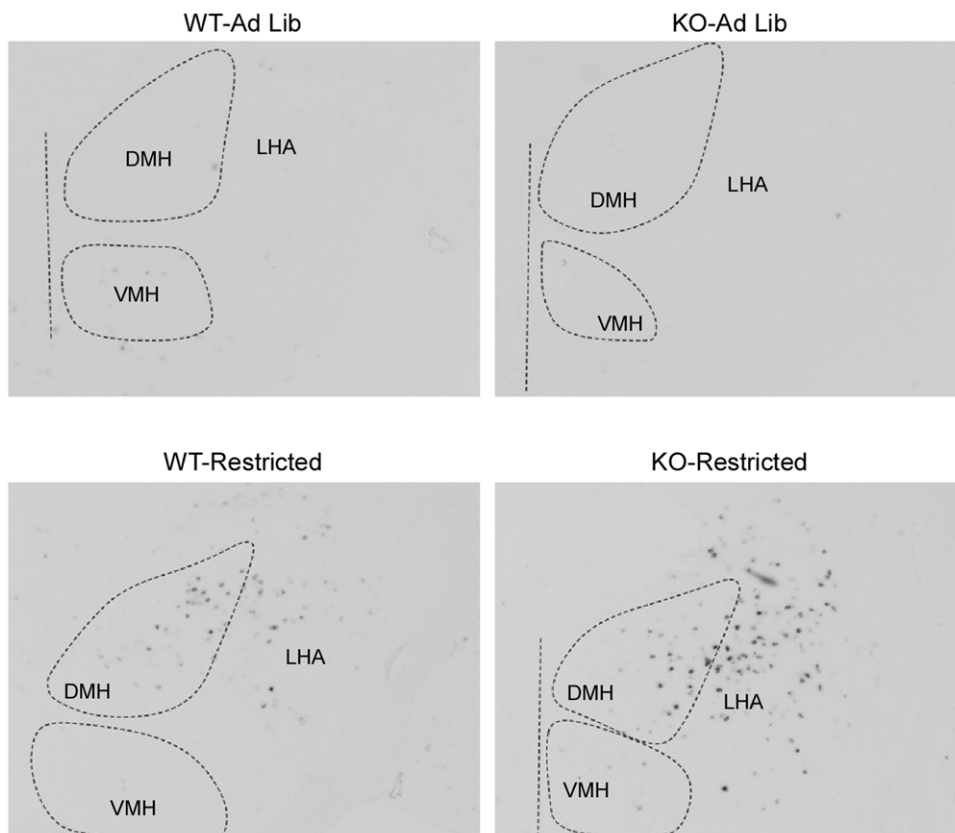 WT-Ad Lib
KO-Ad Lib
DMH
LHA
VMH
DMH
LHA
VMH
WT-Restricted
KO-Restricted
DMH
LHA
VMH
DMH
LHA
VMH